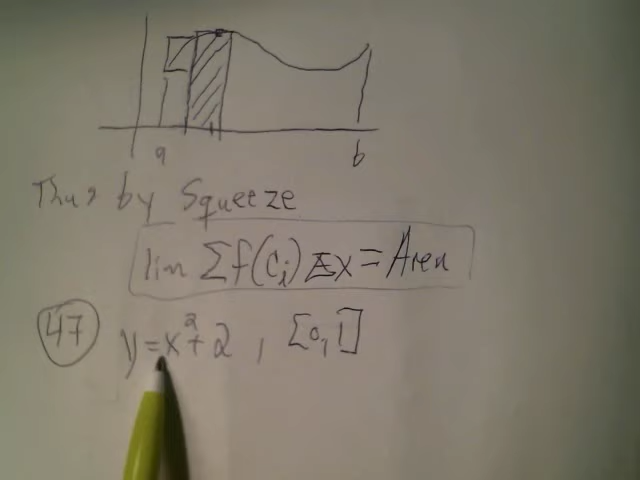 a b
Thus by Squeeze
lim Σf(Ci) Δx = Area
47 y = x² + 2 , [0,1]